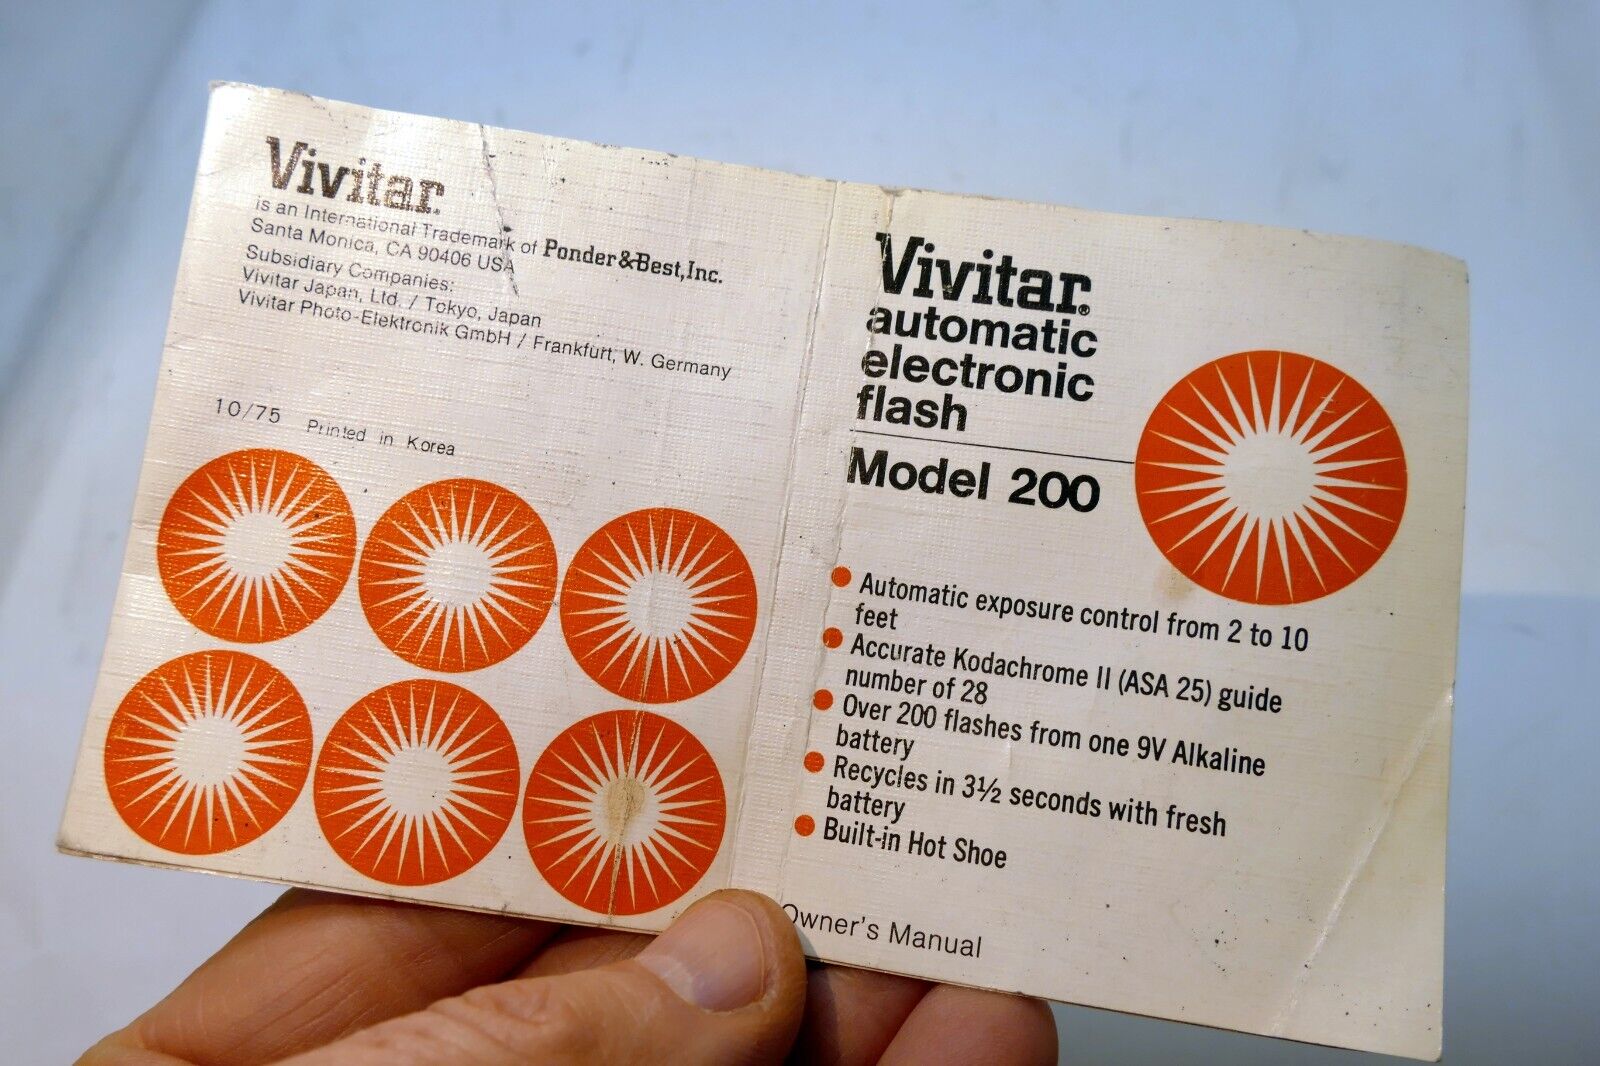 Vivitar
is an International Trademark of Ponder & Best, Inc.
Santa Monica, CA 90406 USA
Subsidiary Companies:
Vivitar Japan, Ltd. / Tokyo, Japan
Vivitar Photo-Elektronik GmbH / Frankfurt, W. Germany
10/75 Printed in Korea
Vivitar®
automatic
electronic
flash
Model 200
Automatic exposure control from 2 to 10
feet
Accurate Kodachrome II (ASA 25) guide
number of 28
Over 200 flashes from one 9V Alkaline
battery
Recycles in 3½ seconds with fresh
battery
Built-in Hot Shoe
Owner's Manual